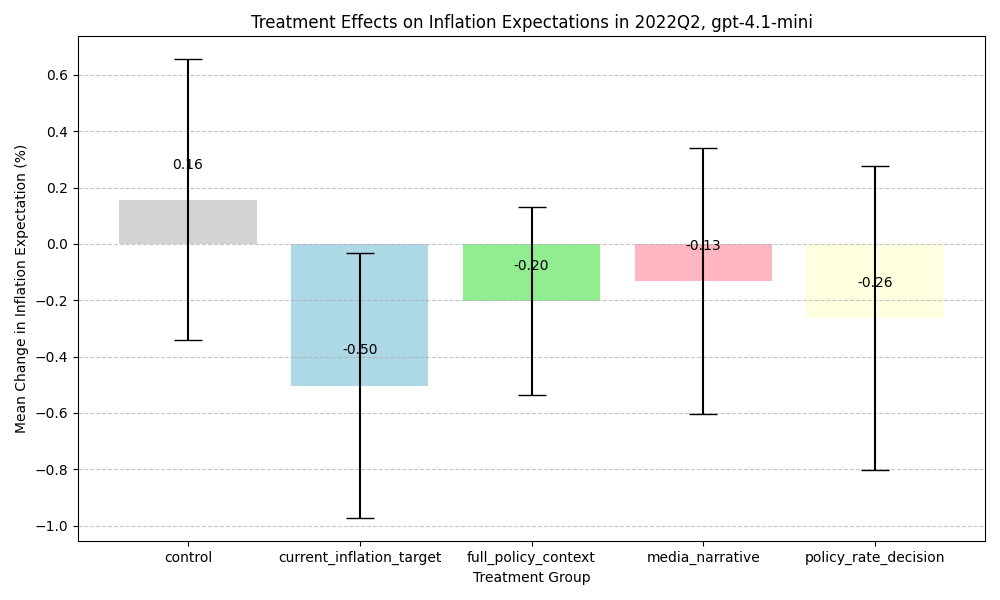 Treatment Effects on Inflation Expectations in 2022Q2, gpt-4.1-mini
Mean Change in Inflation Expectation (%)
0.6
0.4
0.2
0.0
−0.2
−0.4
−0.6
−0.8
−1.0
0.16
-0.50
-0.20
-0.13
-0.26
control
current_inflation_target
full_policy_context
media_narrative
policy_rate_decision
Treatment Group